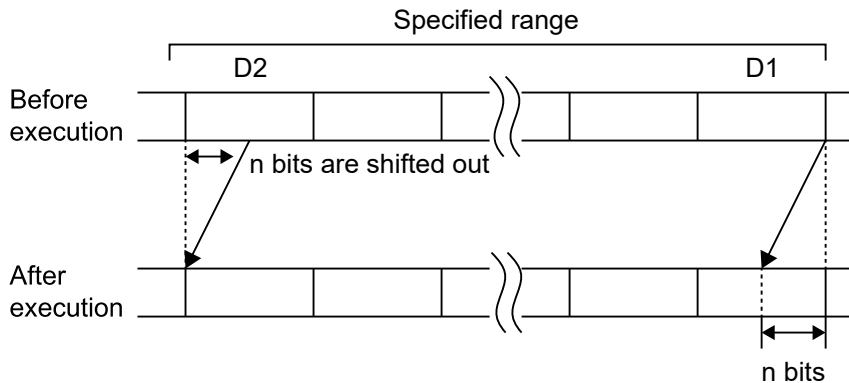 Specified range
D2
D1
Before
execution
n bits are shifted out
After
execution
n bits